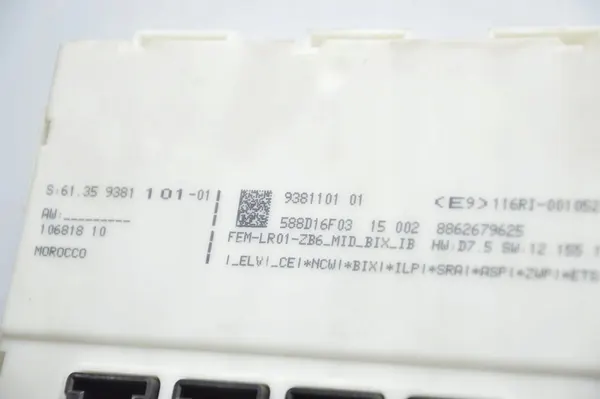 S:61.35 9381 101-01
AW:_________
106818 10
MOROCCO
9381101 01
588D16F03 15 002 8862679625
FEM-LR01-ZB6_MID_BIX_IB HW:D7.5 SW:12 155
|_ELV|_CE|*NCW|*BIX|*ILP|*SRA|*ASP|*ZWP|*ETS
<E9>116RI-001052